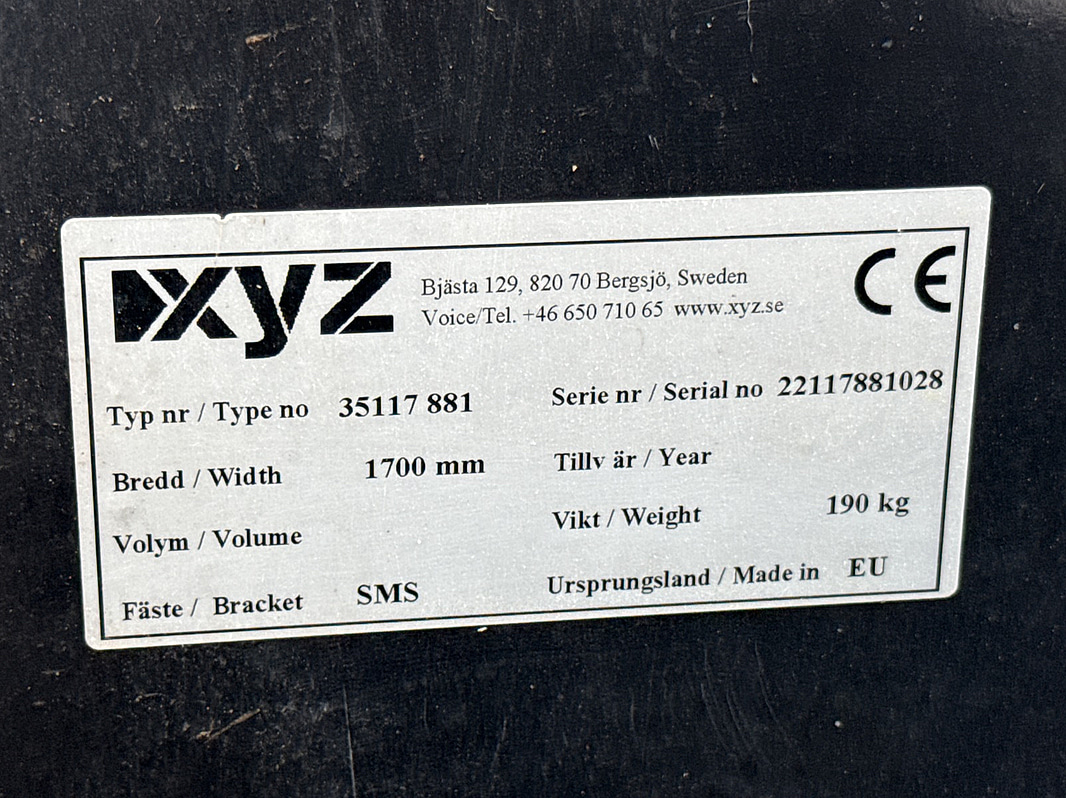 xyz
Bjästa 129, 820 70 Bergsjö, Sweden
Voice/Tel. +46 650 710 65 www.xyz.se
CE
Typ nr / Type no 35117 881
Serie nr / Serial no 22117881028
Bredd / Width 1700 mm
Tillv är / Year
Volym / Volume
Vikt / Weight 190 kg
Fäste / Bracket SMS
Ursprungsland / Made in EU